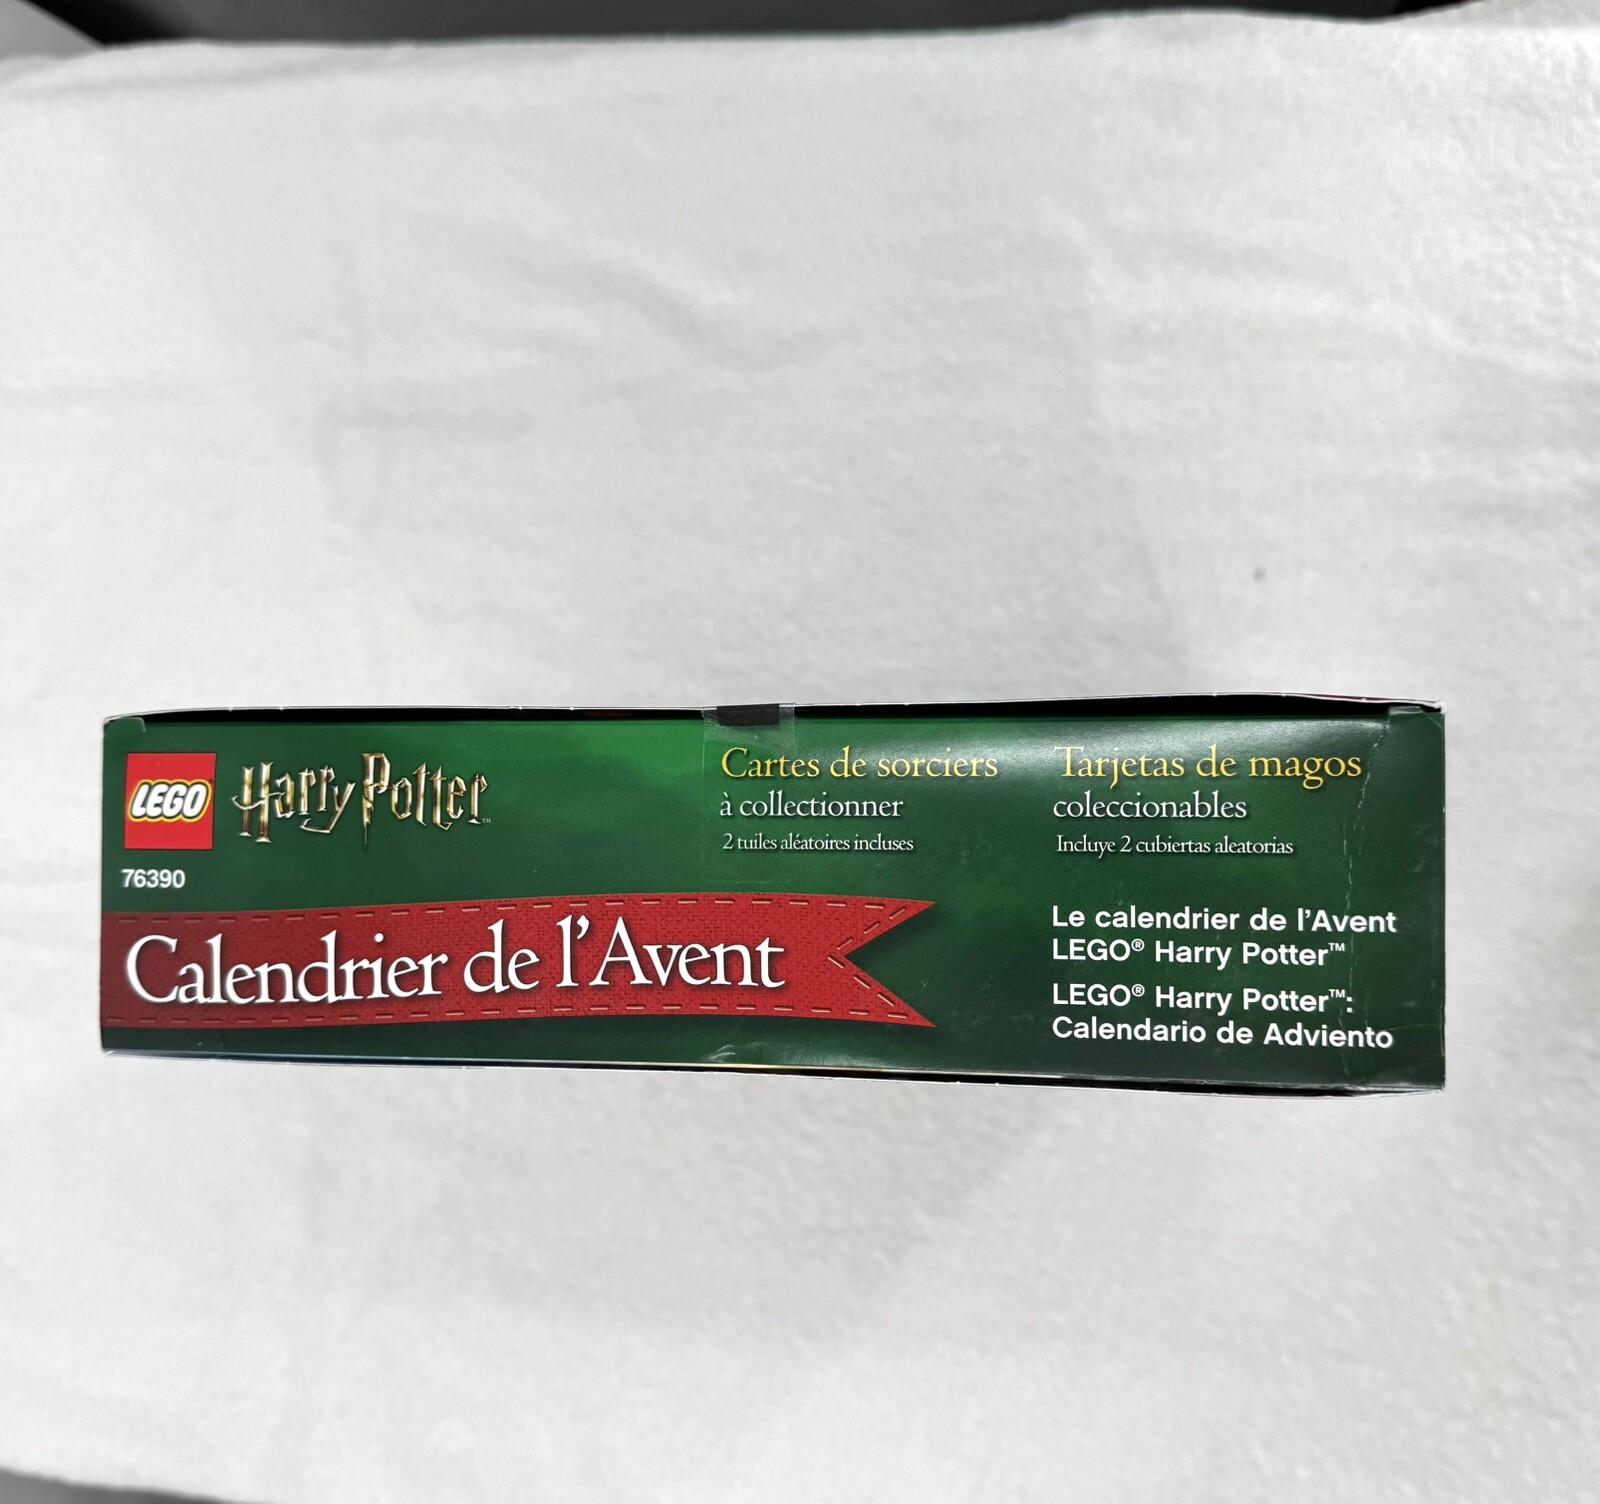 LEGO
Harry Potter™
76390
Calendrier de l'Avent
Cartes de sorciers
à collectionner
2 tuiles aléatoires incluses
Tarjetas de magos
coleccionables
Incluye 2 cubiertas aleatorias
Le calendrier de l'Avent
LEGO® Harry Potter™
LEGO® Harry Potter™:
Calendario de Adviento